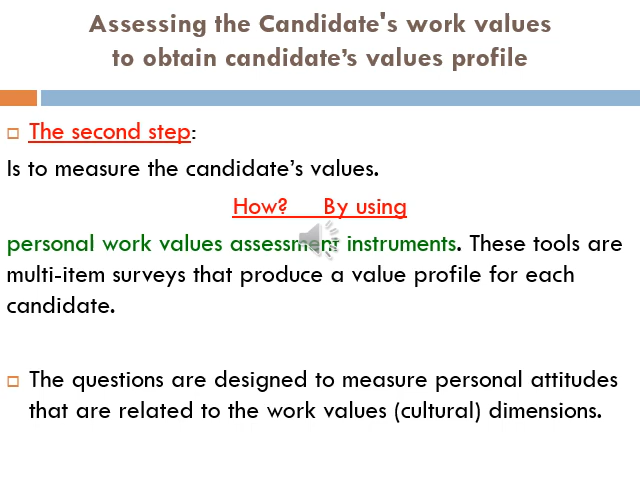 Assessing the Candidate's work values
to obtain candidate’s values profile
The second step:
Is to measure the candidate’s values.
How? By using
personal work values assessment instruments. These tools are
multi-item surveys that produce a value profile for each
candidate.
The questions are designed to measure personal attitudes
that are related to the work values (cultural) dimensions.